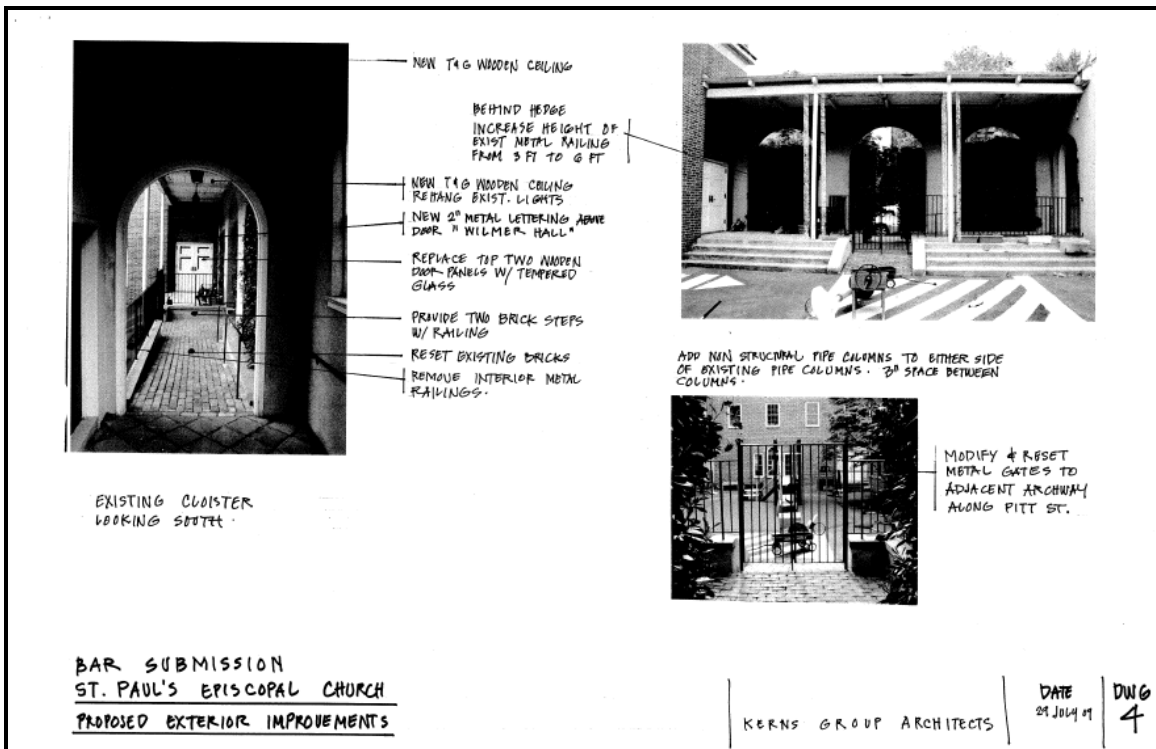 NEW T&G WOODEN CEILING
NEW T&G WOODEN CEILING
REHANG EXIST. LIGHTS
NEW 2" METAL LETTERING ABOVE
DOOR "WILMER HALL"
REPLACE TOP TWO WOODEN
DOOR PANELS W/ TEMPERED
GLASS
PROVIDE TWO BRICK STEPS
W/ RAILING
RESET EXISTING BRICKS
REMOVE INTERIOR METAL
RAILINGS.
EXISTING CLOISTER
LOOKING SOUTH.
BEHIND HEDGE
INCREASE HEIGHT OF
EXIST METAL RAILING
FROM 3 FT TO 6 FT
ADD NON STRUCTURAL PIPE COLUMNS TO EITHER SIDE
OF EXISTING PIPE COLUMNS. 3" SPACE BETWEEN
COLUMNS.
MODIFY & RESET
METAL GATES TO
ADJACENT ARCHWAY
ALONG PITT ST.
BAR SUBMISSION
ST. PAUL'S EPISCOPAL CHURCH
PROPOSED EXTERIOR IMPROVEMENTS
KERNS GROUP ARCHITECTS
DATE
29 JULY 09
DWG
4